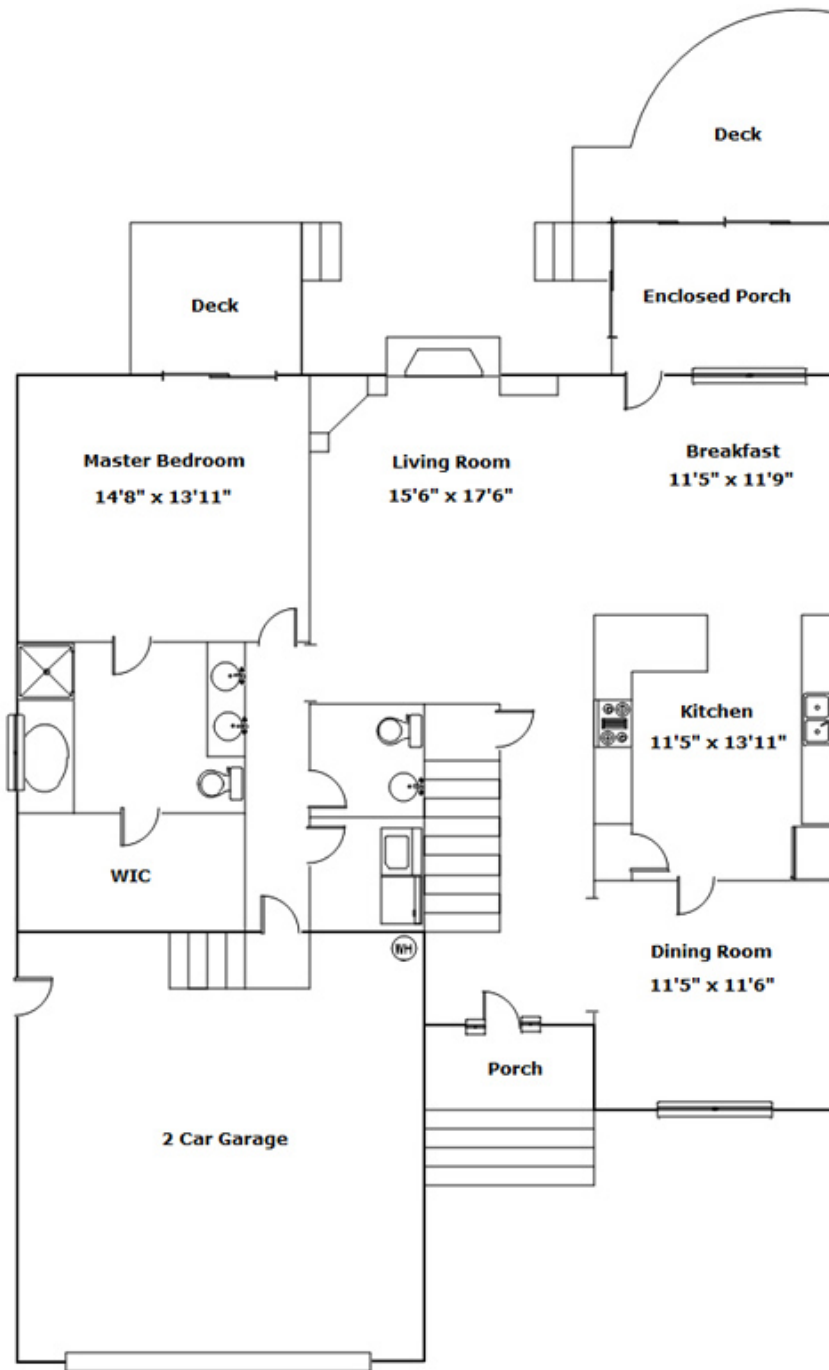 Deck
Deck
Enclosed Porch
Master Bedroom
14'8" x 13'11"
Living Room
15'6" x 17'6"
Breakfast
11'5" x 11'9"
Kitchen
11'5" x 13'11"
WIC
WH
Dining Room
11'5" x 11'6"
Porch
2 Car Garage